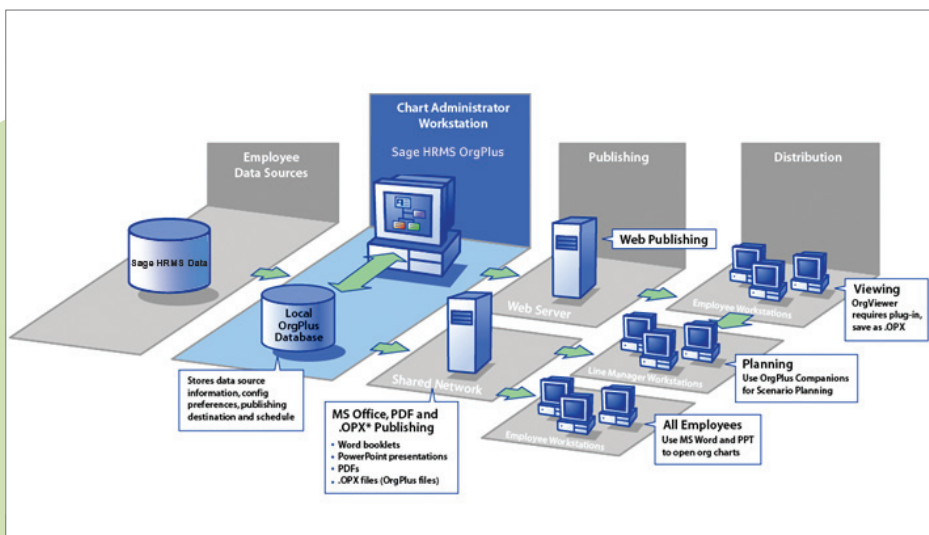 Employee
Data Sources
Chart Administrator
Workstation
Sage HRMS OrgPlus
Publishing
Distribution
Sage HRMS Data
Local
OrgPlus
Database
Stores data source
information, config
preferences, publishing
destination and schedule
Web Publishing
Web Server
Shared Network
MS Office, PDF and
.OPX* Publishing
• Word booklets
• PowerPoint presentations
• PDFs
• .OPX files (OrgPlus files)
Employee Workstations
Viewing
OrgViewer
requires plug-in,
save as .OPX
Line Manager Workstations
Planning
Use OrgPlus Companions
for Scenario Planning
Employee Workstations
All Employees
Use MS Word and PPT
to open org charts